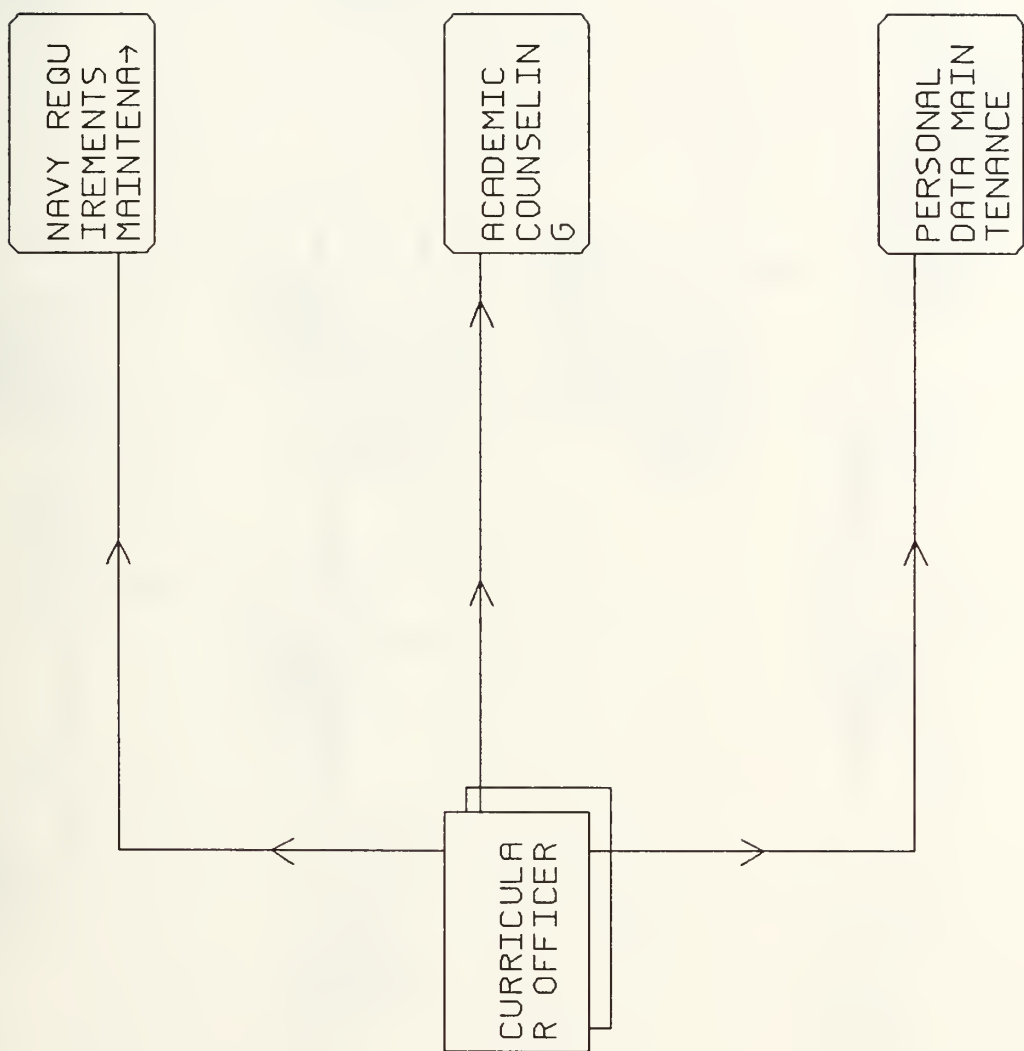 NAVY REQU
IREMENTS
MAINTENA→
ACADEMIC
COUNSELIN
G
PERSONAL
DATA MAIN
TENANCE
CURRICULA
R OFFICER